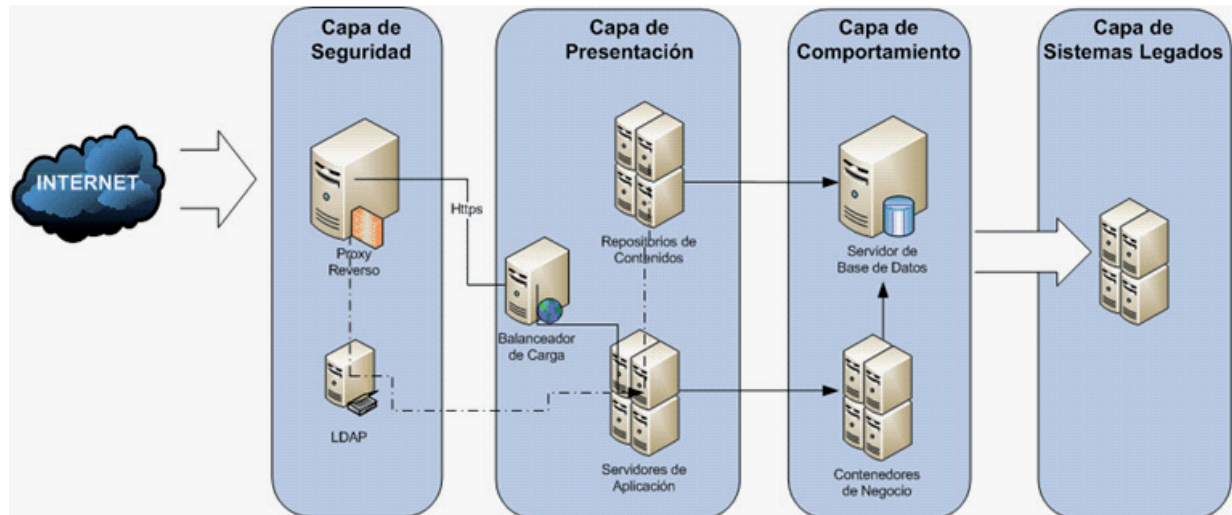 Capa de
Seguridad
Capa de
Presentación
Capa de
Comportamiento
Capa de
Sistemas Legados
INTERNET
Https
Proxy
Reverso
LDAP
Repositorios de
Contenidos
Balanceador
de Carga
Servidores de
Aplicación
Servidor de
Base de Datos
Contenedores
de Negocio